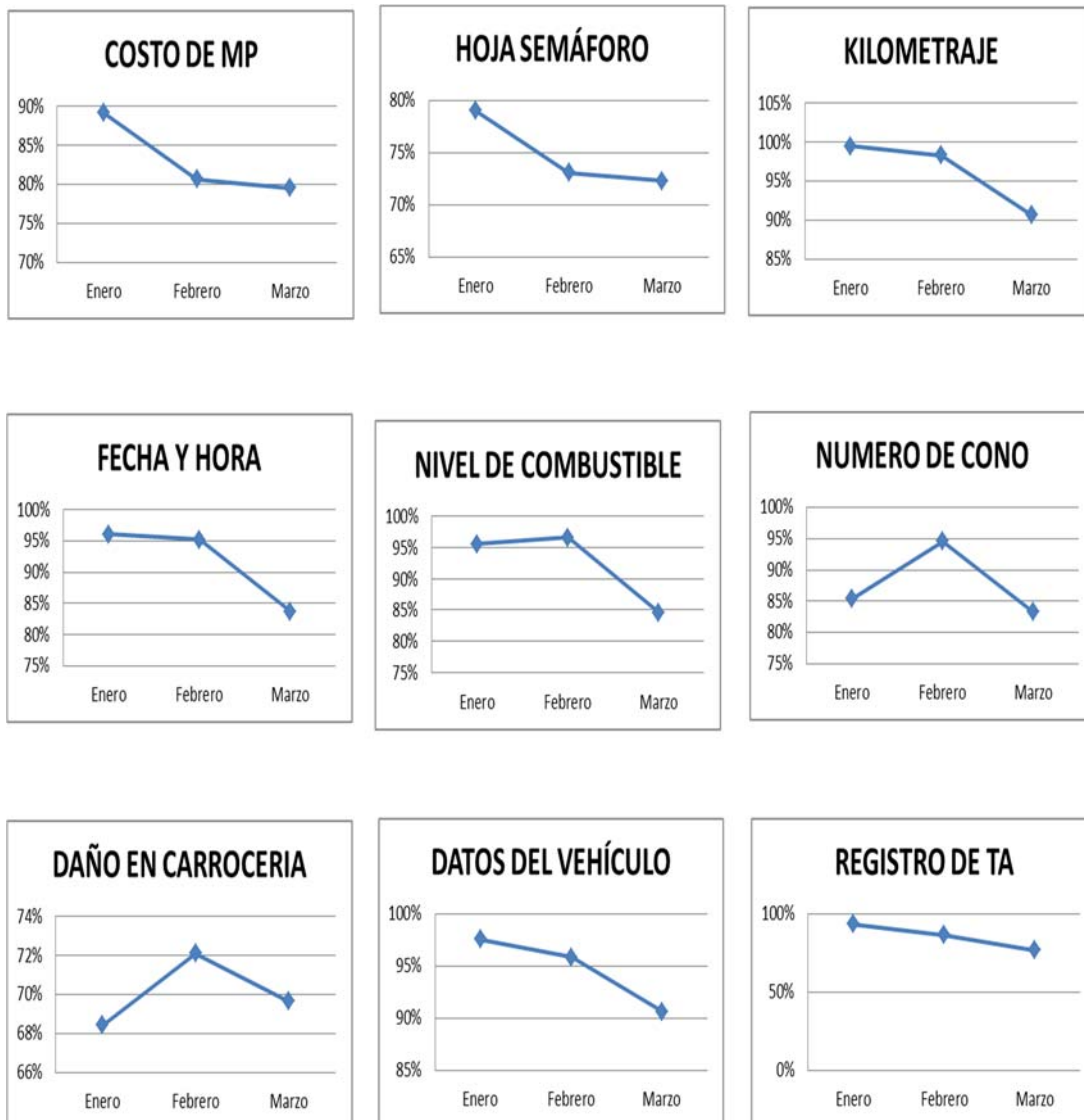 COSTO DE MP
90%
85%
80%
75%
70%
Enero Febrero Marzo
HOJA SEMÁFORO
80%
75%
70%
65%
Enero Febrero Marzo
KILOMETRAJE
105%
100%
95%
90%
85%
Enero Febrero Marzo
FECHA Y HORA
100%
95%
90%
85%
80%
75%
Enero Febrero Marzo
NIVEL DE COMBUSTIBLE
100%
95%
90%
85%
80%
75%
Enero Febrero Marzo
NUMERO DE CONO
100%
95%
90%
85%
80%
75%
Enero Febrero Marzo
DAÑO EN CARROCERIA
74%
72%
70%
68%
66%
Enero Febrero Marzo
DATOS DEL VEHÍCULO
100%
95%
90%
85%
Enero Febrero Marzo
REGISTRO DE TA
100%
50%
0%
Enero Febrero Marzo